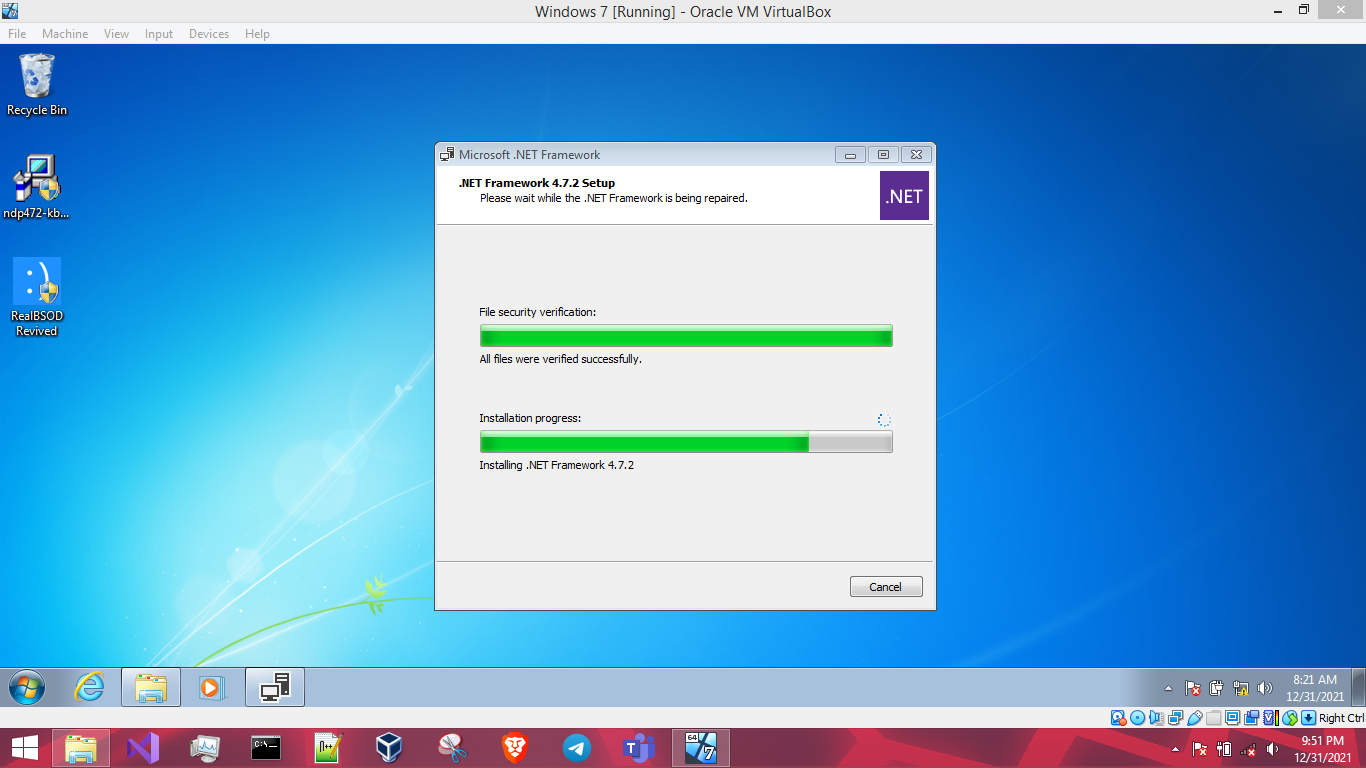 Windows 7 [Running] - Oracle VM VirtualBox
File Machine View Input Devices Help
Recycle Bin
ndp472-kb...
RealBSOD
Revived
Microsoft .NET Framework
.NET Framework 4.7.2 Setup
Please wait while the .NET Framework is being repaired.
.NET
File security verification:
All files were verified successfully.
Installation progress:
Installing .NET Framework 4.7.2
Cancel
8:21 AM
12/31/2021
Right Ctrl
9:51 PM
12/31/2021